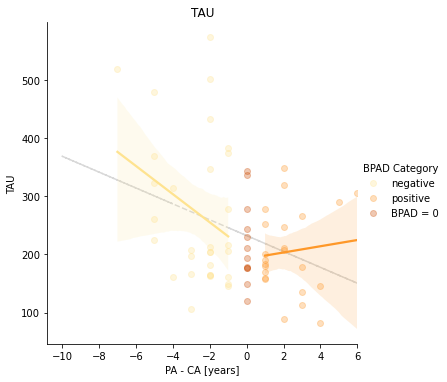 TAU
500
400
300
200
100
TAU
BPAD Category
negative
positive
BPAD = 0
−10 −8 −6 −4 −2 0 2 4 6
PA - CA [years]